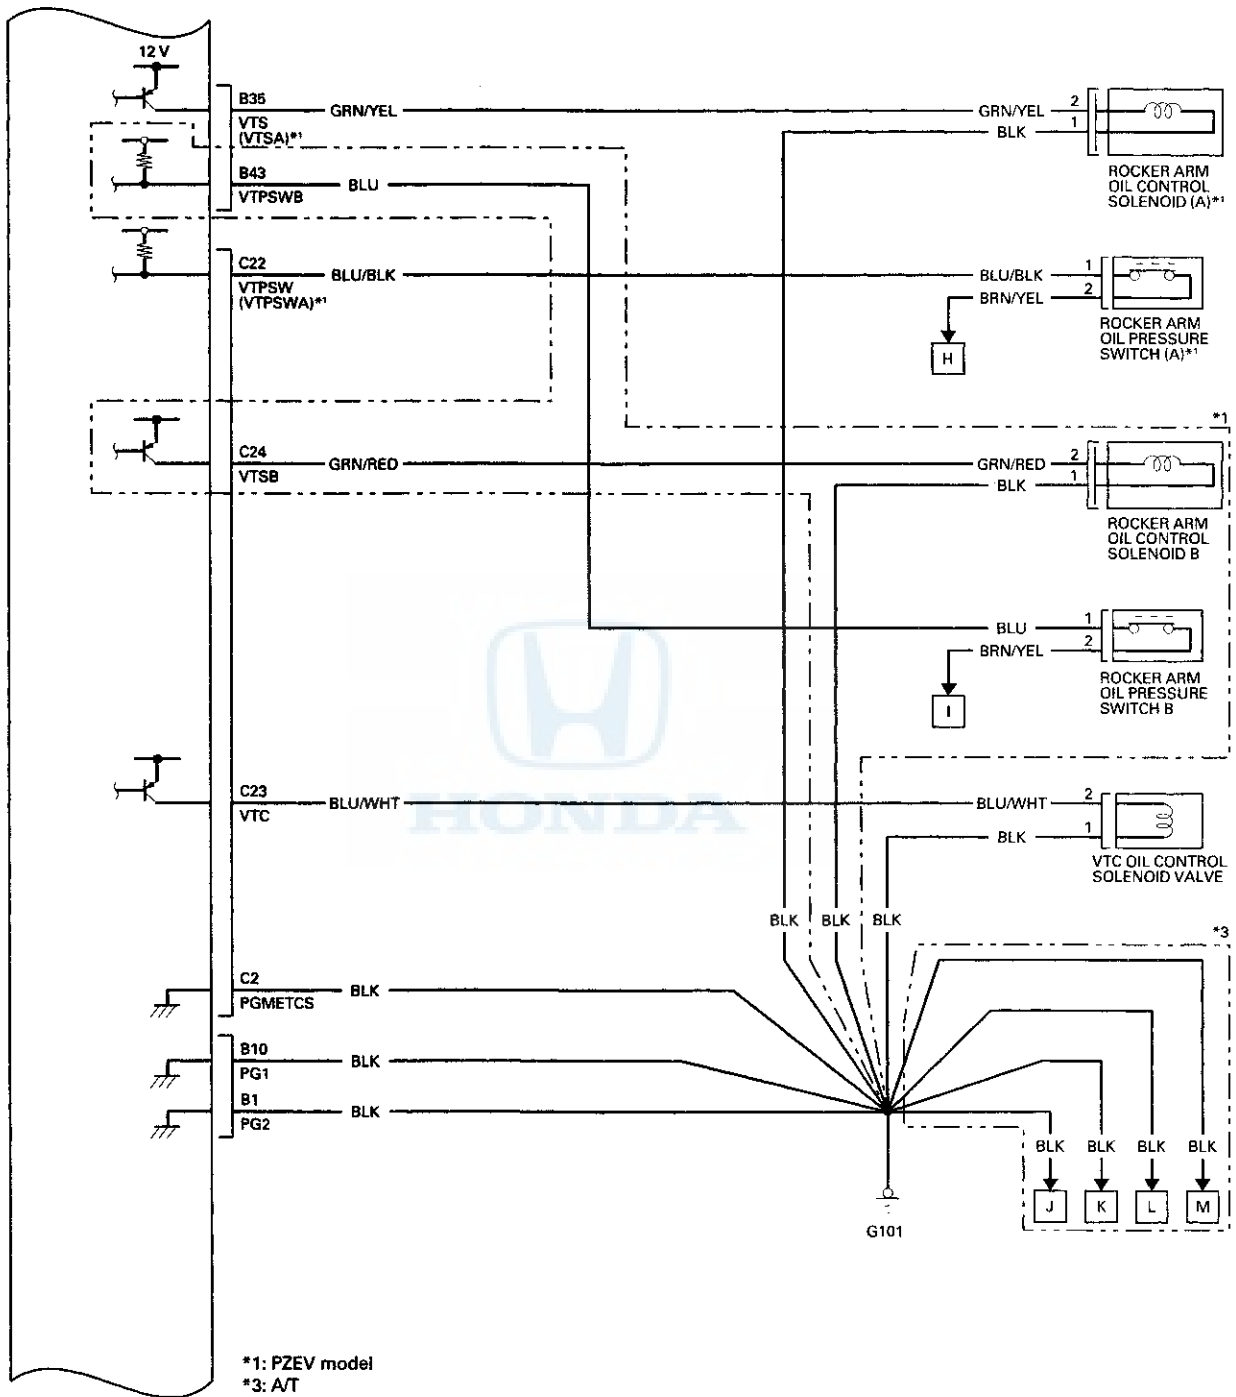 12 V
B35
VTS
(VTSA)*1
GRN/YEL
GRN/YEL
2
BLK
1
ROCKER ARM
OIL CONTROL
SOLENOID (A)*1
B43
VTPSWB
BLU
C22
VTPSW
(VTPSWA)*1
BLU/BLK
BLU/BLK
1
BRN/YEL
2
H
ROCKER ARM
OIL PRESSURE
SWITCH (A)*1
*1
C24
VTSB
GRN/RED
GRN/RED
2
BLK
1
ROCKER ARM
OIL CONTROL
SOLENOID B
BLU
1
BRN/YEL
2
I
ROCKER ARM
OIL PRESSURE
SWITCH B
C23
VTC
BLU/WHT
BLU/WHT
2
BLK
1
VTC OIL CONTROL
SOLENOID VALVE
HONDA
BLK
BLK
BLK
*3
C2
PGMETCS
BLK
B10
PG1
BLK
B1
PG2
BLK
BLK
BLK
BLK
BLK
J
K
L
M
G101
*1: PZEV model
*3: A/T